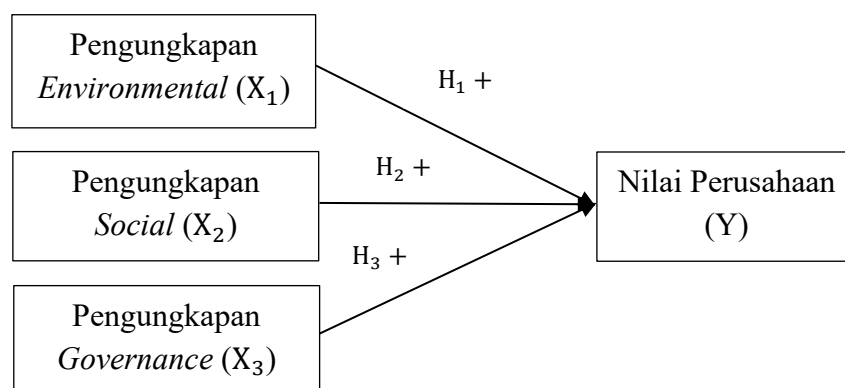 Pengungkapan
Environmental (X₁)
H₁ +
Pengungkapan
Social (X₂)
H₂ +
Nilai Perusahaan
(Y)
H₃ +
Pengungkapan
Governance (X₃)